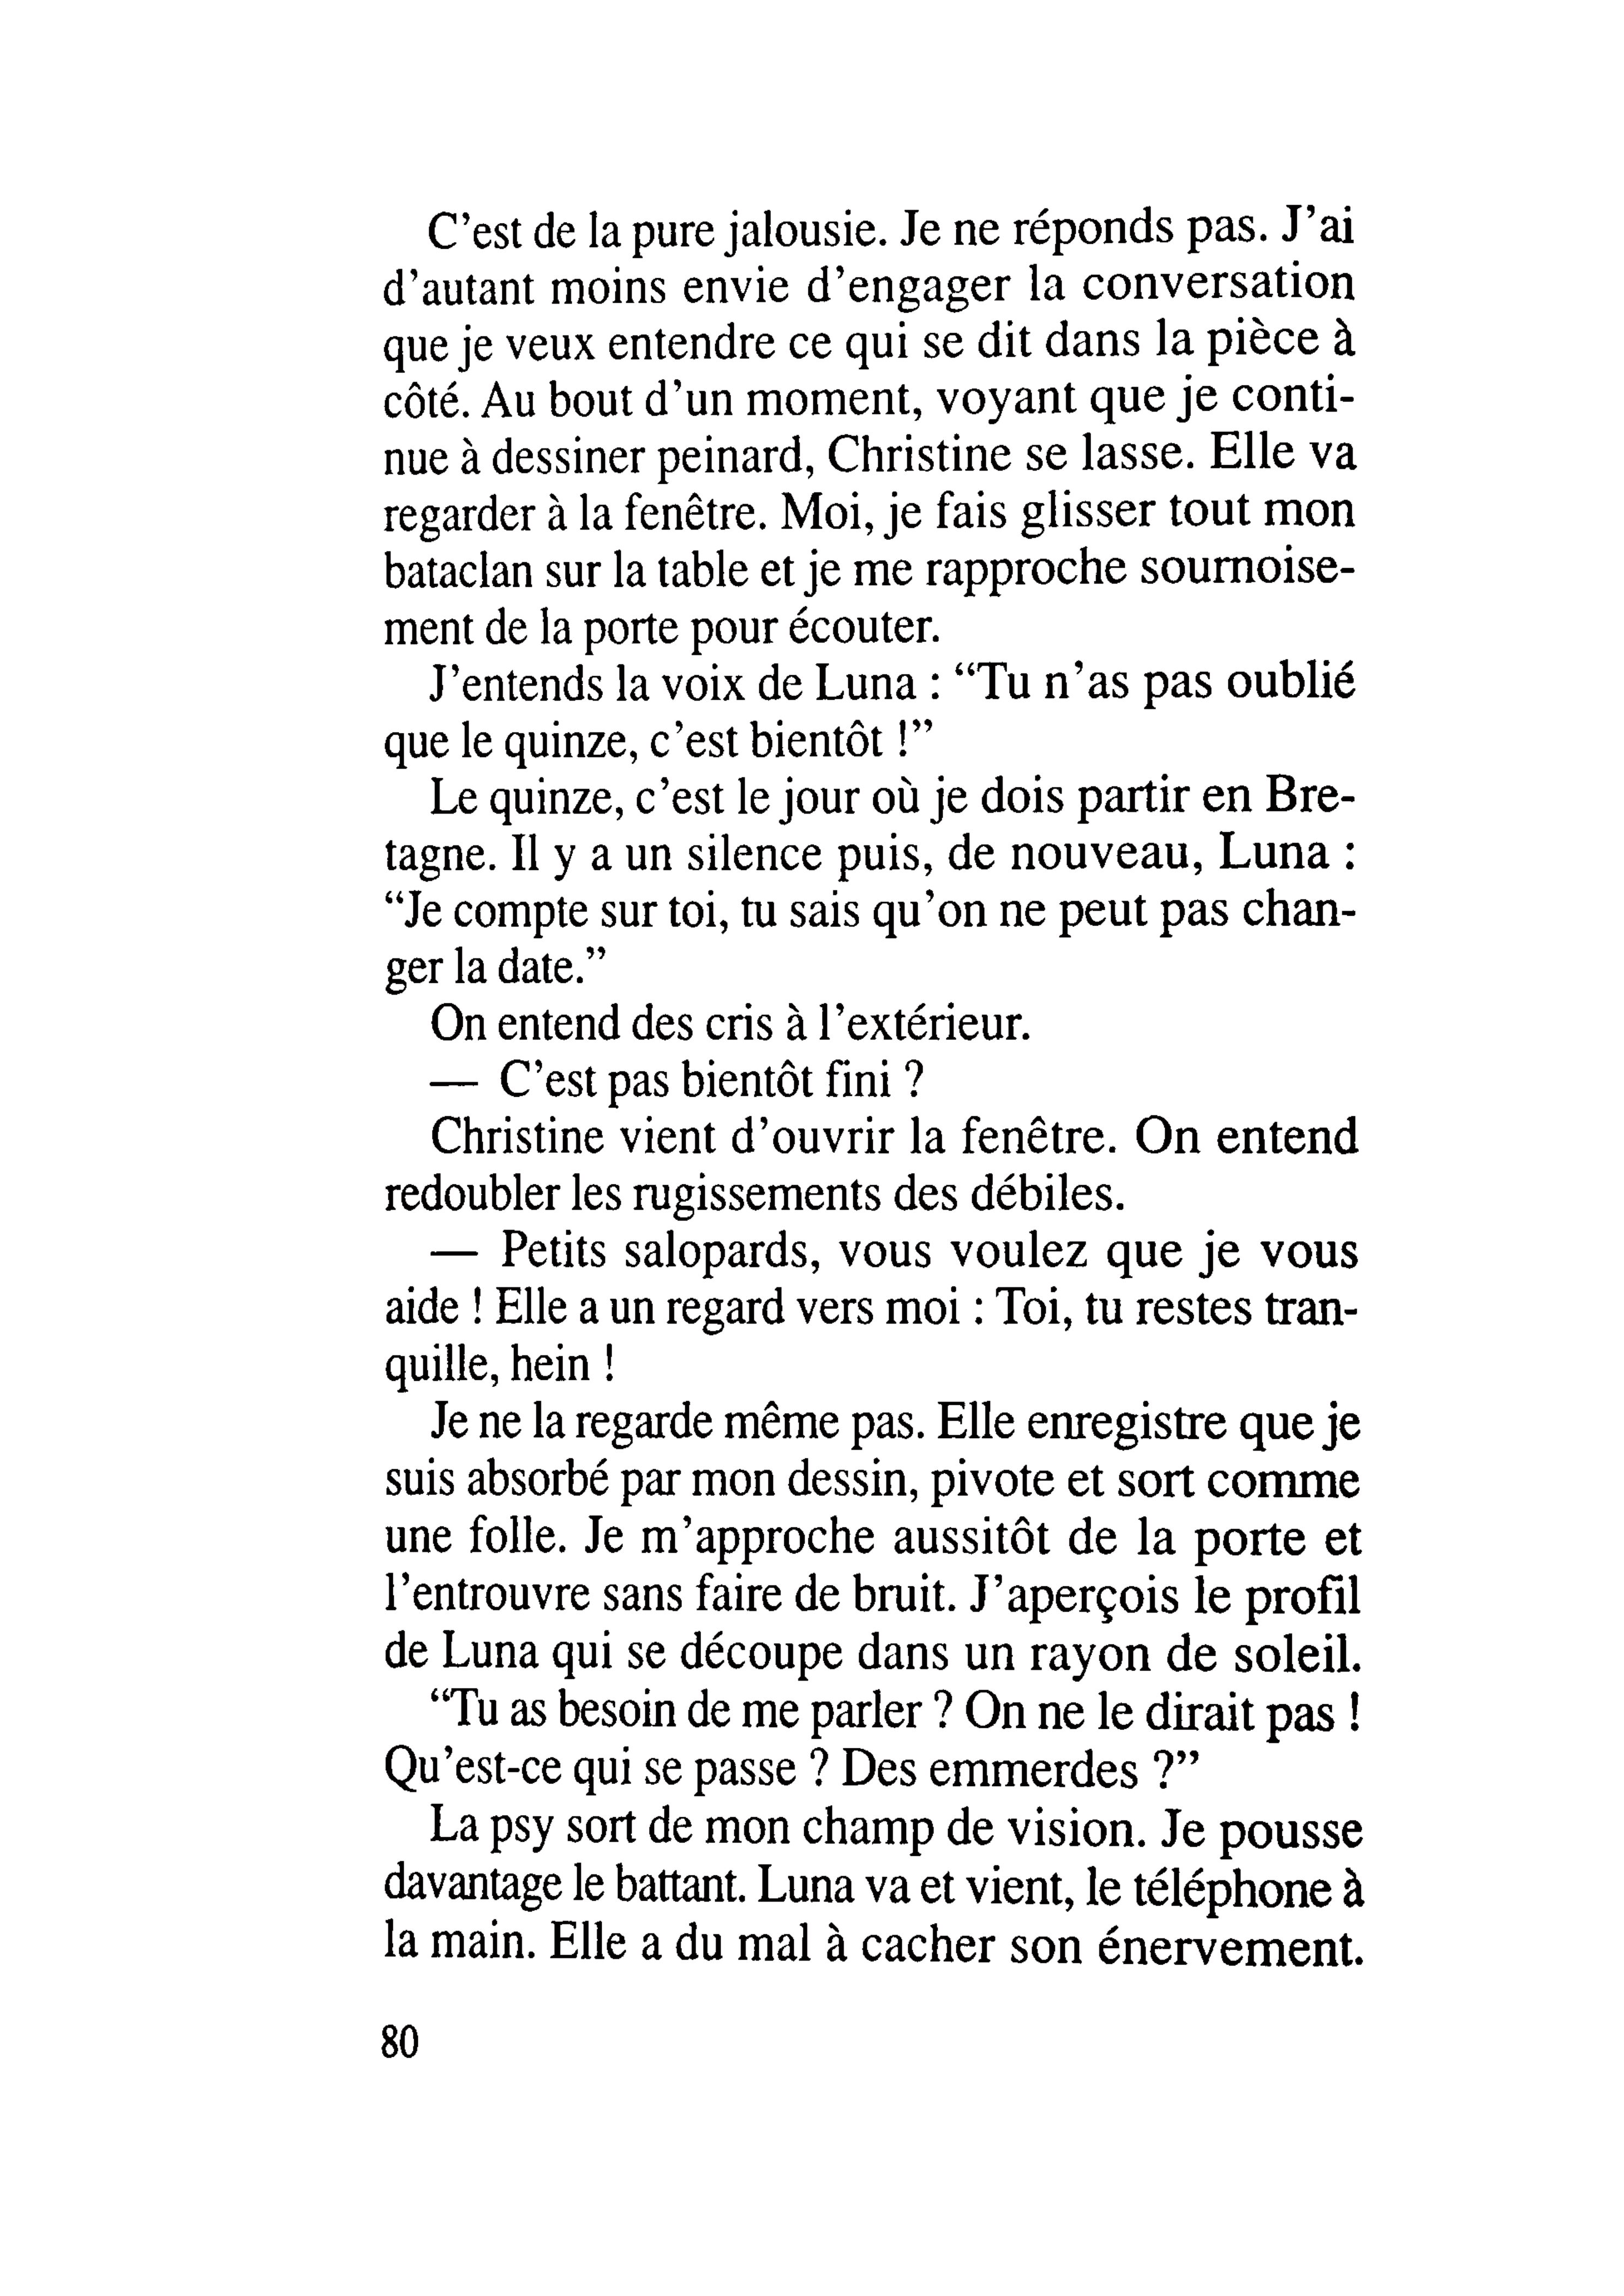 C’est de la pure jalousie. Je ne réponds pas. J’ai
d’autant moins envie d’engager la conversation
que je veux entendre ce qui se dit dans la pièce à
côté. Au bout d’un moment, voyant que je conti-
nue à dessiner peinard, Christine se lasse. Elle va
regarder à la fenêtre. Moi, je fais glisser tout mon
bataclan sur la table et je me rapproche sournoise-
ment de la porte pour écouter.
J’entends la voix de Luna : “Tu n’as pas oublié
que le quinze, c’est bientôt !”
Le quinze, c’est le jour où je dois partir en Bre-
tagne. Il y a un silence puis, de nouveau, Luna :
“Je compte sur toi, tu sais qu’on ne peut pas chan-
ger la date.”
On entend des cris à l’extérieur.
— C’est pas bientôt fini ?
Christine vient d’ouvrir la fenêtre. On entend
redoubler les rugissements des débiles.
— Petits salopards, vous voulez que je vous
aide ! Elle a un regard vers moi : Toi, tu restes tran-
quille, hein !
Je ne la regarde même pas. Elle enregistre que je
suis absorbé par mon dessin, pivote et sort comme
une folle. Je m’approche aussitôt de la porte et
l’entrouvre sans faire de bruit. J’aperçois le profil
de Luna qui se découpe dans un rayon de soleil.
“Tu as besoin de me parler ? On ne le dirait pas !
Qu’est-ce qui se passe ? Des emmerdes ?”
La psy sort de mon champ de vision. Je pousse
davantage le battant. Luna va et vient, le téléphone à
la main. Elle a du mal à cacher son énervement.
80